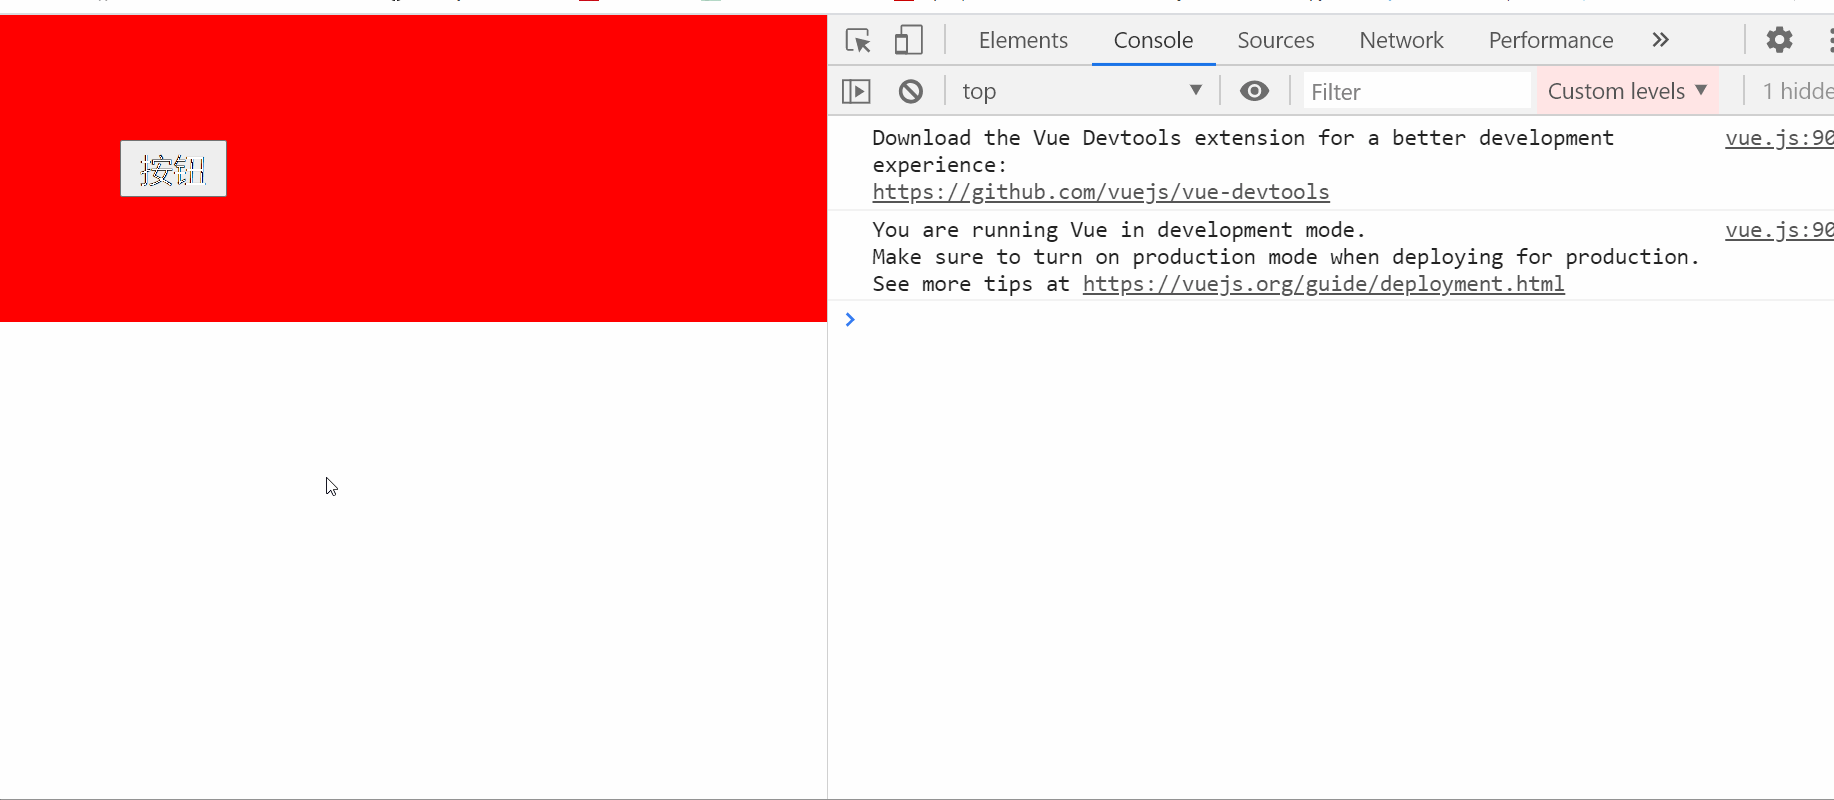 按钮
Elements Console Sources Network Performance
top Filter Custom levels 1 hidde
Download the Vue Devtools extension for a better development vue.js:90
experience:
https://github.com/vuejs/vue-devtools
You are running Vue in development mode. vue.js:90
Make sure to turn on production mode when deploying for production.
See more tips at https://vuejs.org/guide/deployment.html